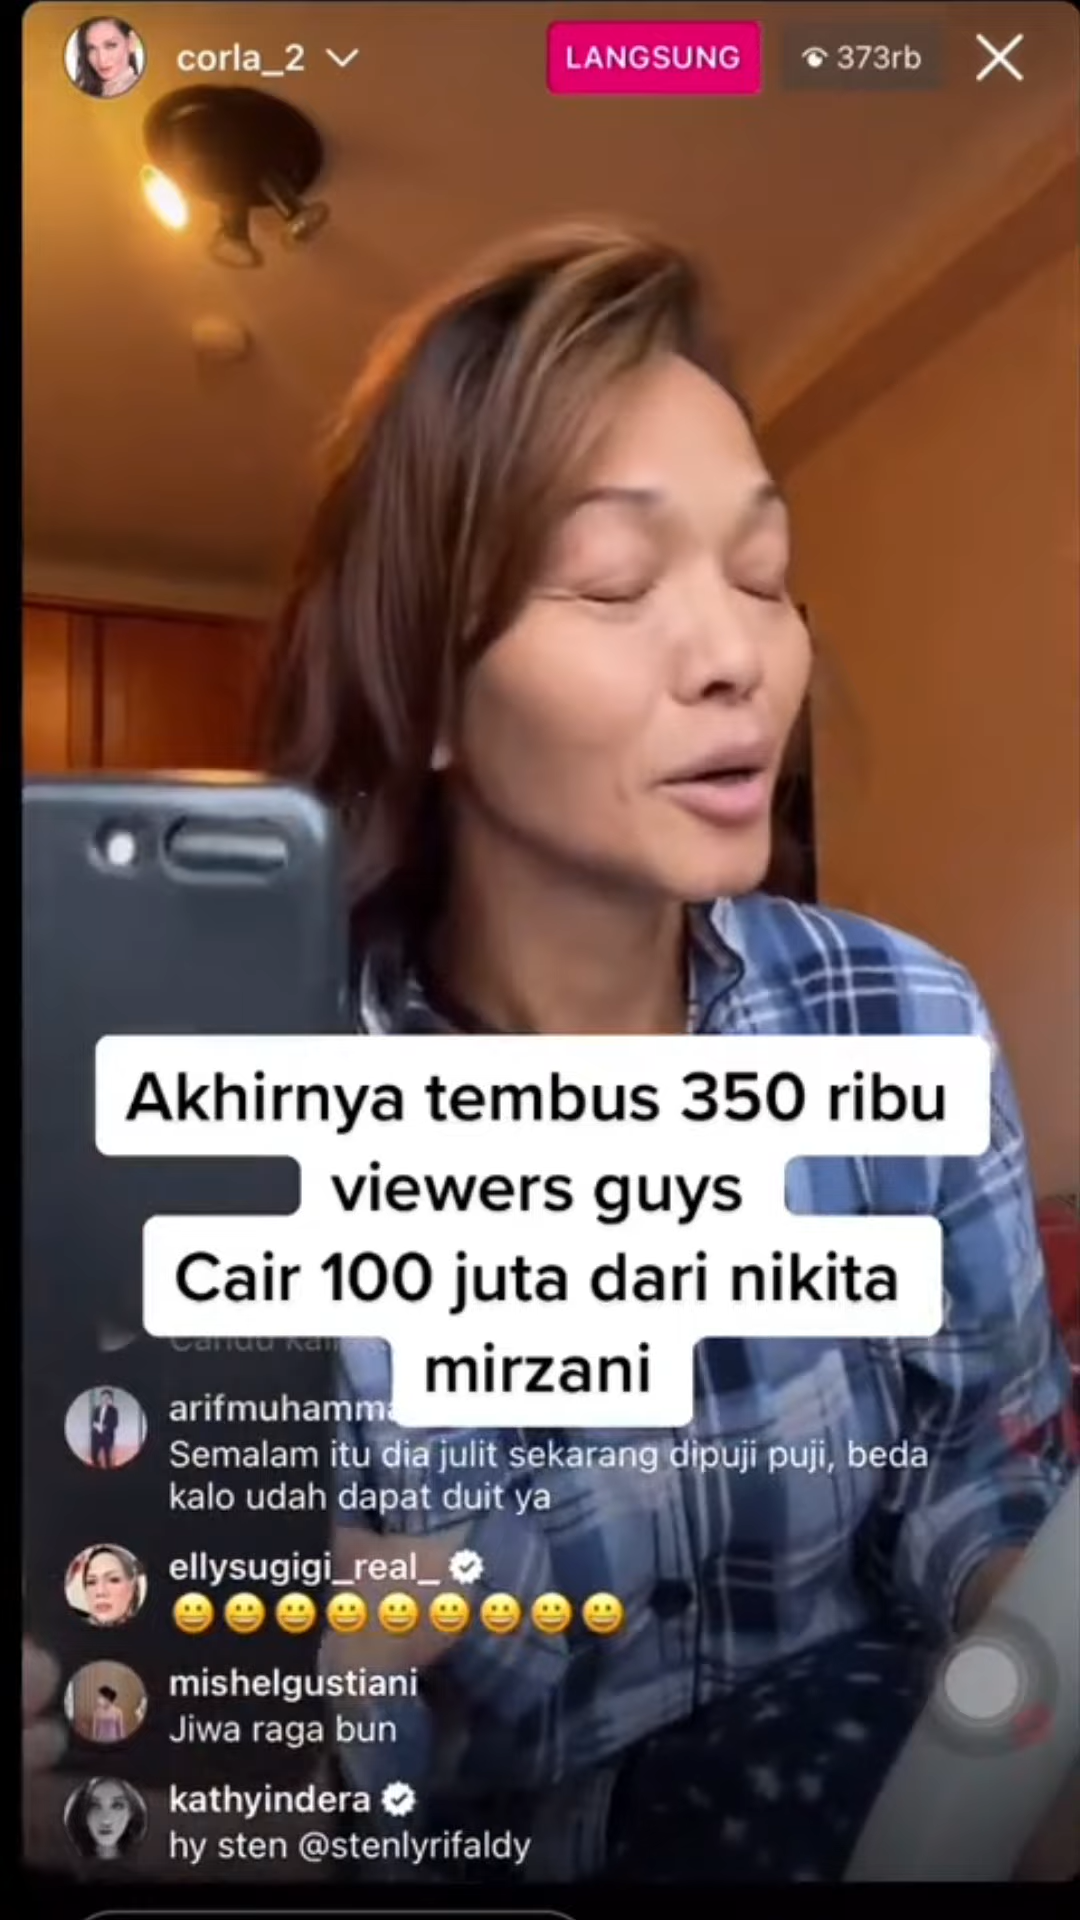 corla_2
LANGSUNG
373rb
Akhirnya tembus 350 ribu
viewers guys
Cair 100 juta dari nikita
mirzani
Semalam itu dia julit sekarang dipuji puji, beda
kalo udah dapat duit ya
ellysugigi_real_
mishelgustiani
Jiwa raga bun
kathyindera
hy sten @stenlyrifaldy